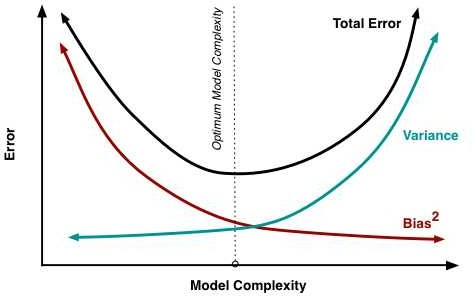 Total Error
Optimum Model Complexity
Variance
Error
Bias²
Model Complexity